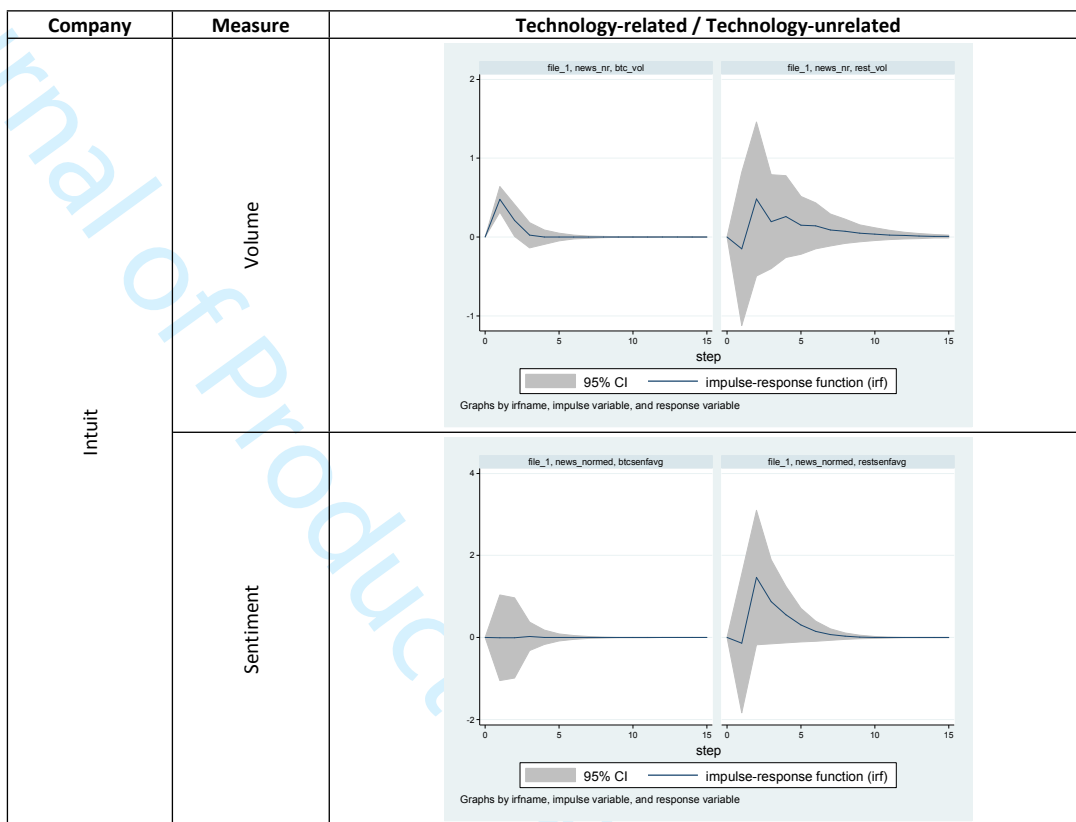 Company Measure Technology-related / Technology-unrelated
Intuit
Volume
file_1, news_nr, btc_vol file_1, news_nr, rest_vol
2
1
0
-1
0 5 10 15 0 5 10 15
step
95% CI impulse-response function (irf)
Graphs by irfname, impulse variable, and response variable
Sentiment
file_1, news_normed, btcsenfavg file_1, news_normed, restsenfavg
4
2
0
-2
0 5 10 15 0 5 10 15
step
95% CI impulse-response function (irf)
Graphs by irfname, impulse variable, and response variable
rnal of Produc